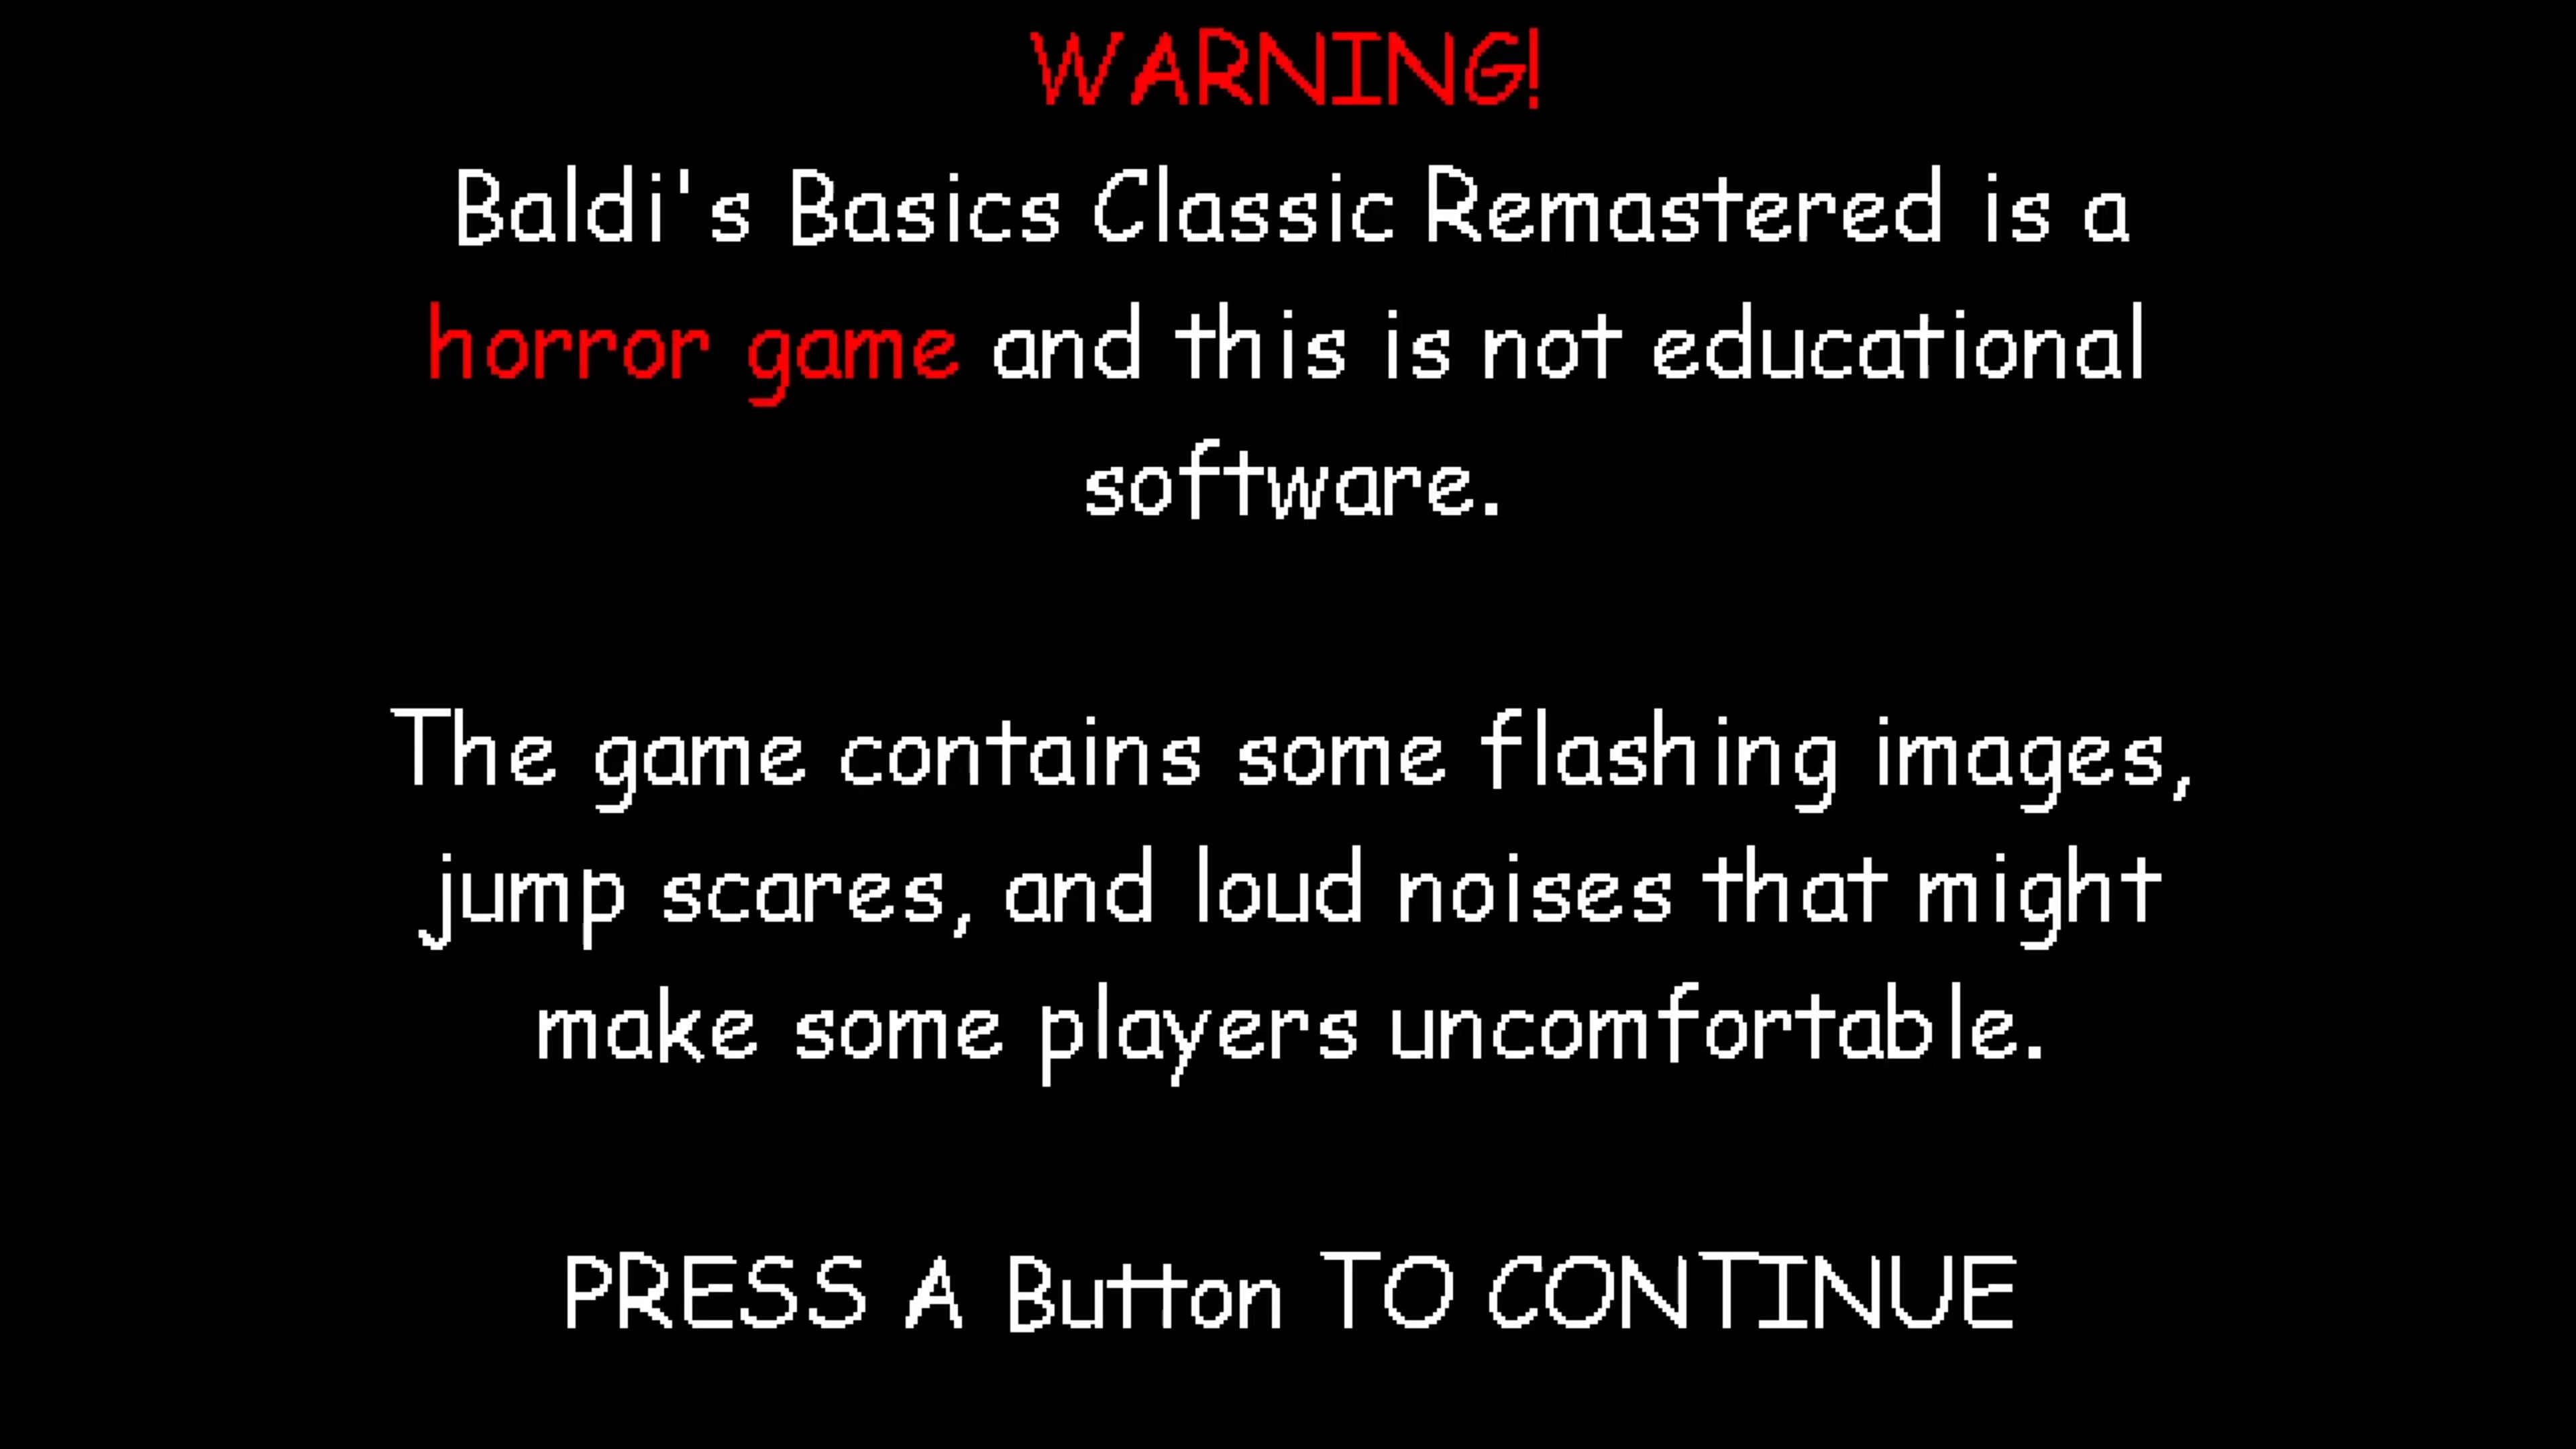 WARNING!
Baldi's Basics Classic Remastered is a
horror game and this is not educational
software.
The game contains some flashing images,
jump scares, and loud noises that might
make some players uncomfortable.
PRESS A Button TO CONTINUE